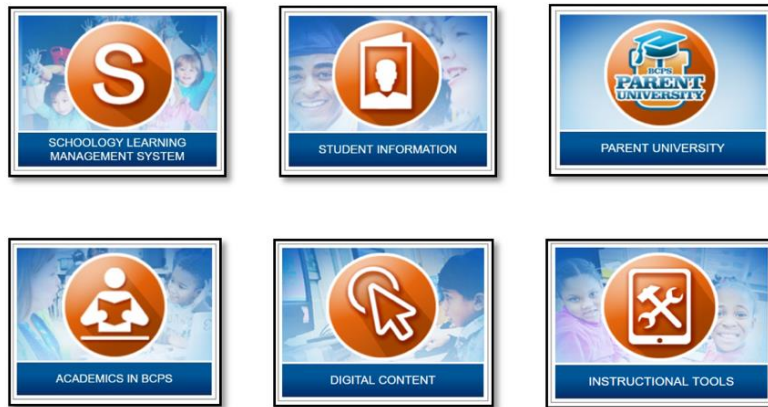 S
SCHOOLOGY LEARNING
MANAGEMENT SYSTEM
STUDENT INFORMATION
BCPS
PARENT
UNIVERSITY
PARENT UNIVERSITY
ACADEMICS IN BCPS
DIGITAL CONTENT
INSTRUCTIONAL TOOLS